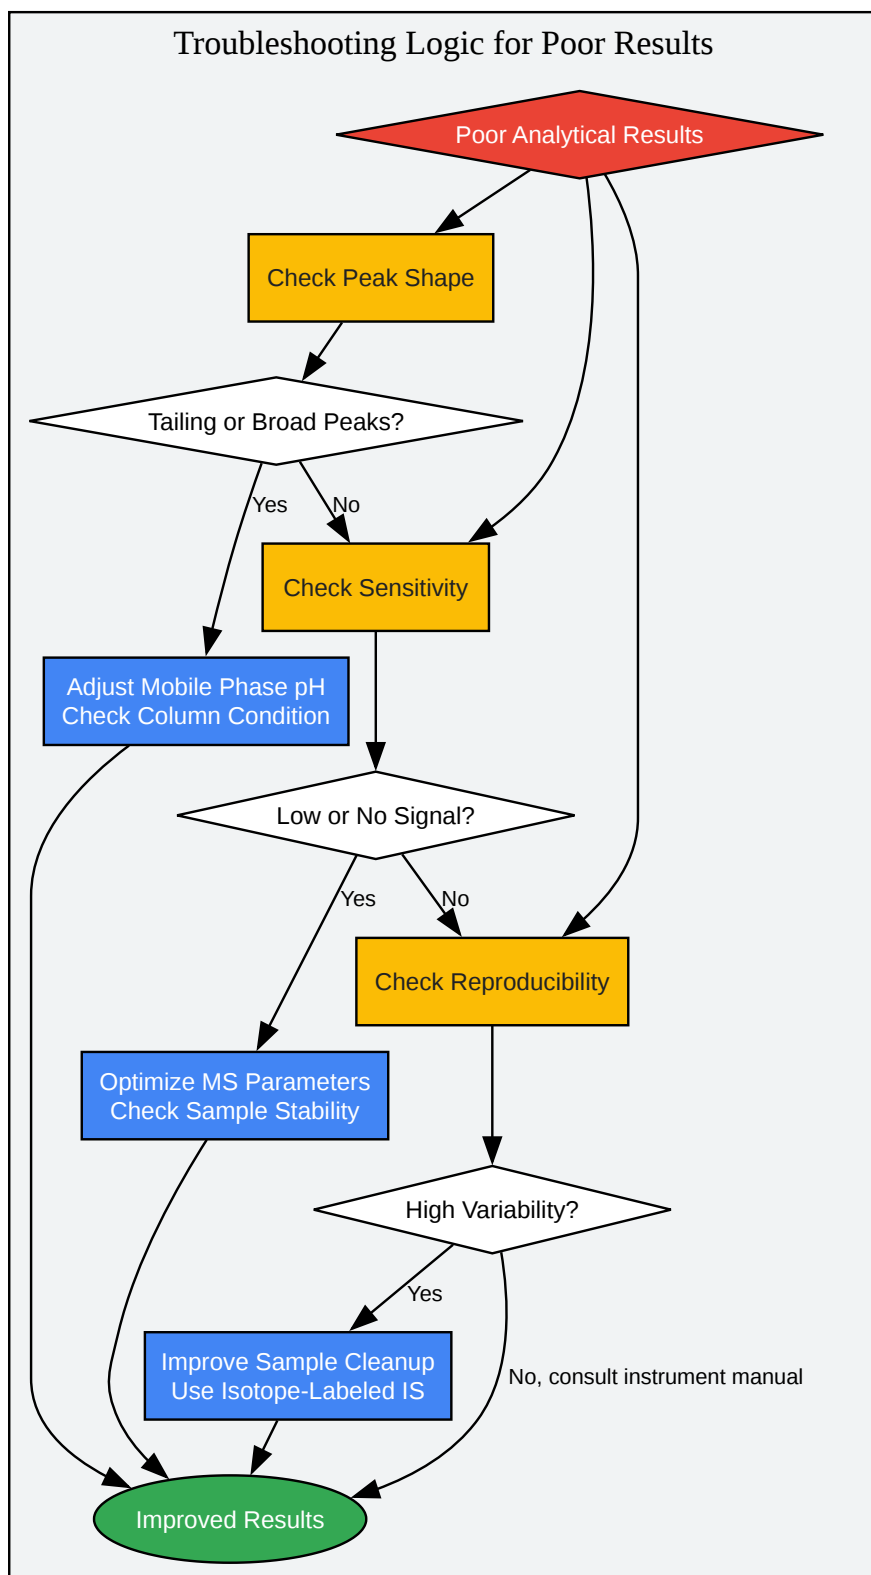 Troubleshooting Logic for Poor Results
Poor Analytical Results
Check Peak Shape
Tailing or Broad Peaks?
Yes
No
Check Sensitivity
Adjust Mobile Phase pH
Check Column Condition
Low or No Signal?
Yes
No
Check Reproducibility
Optimize MS Parameters
Check Sample Stability
High Variability?
Yes
Improve Sample Cleanup
Use Isotope-Labeled IS
No, consult instrument manual
Improved Results